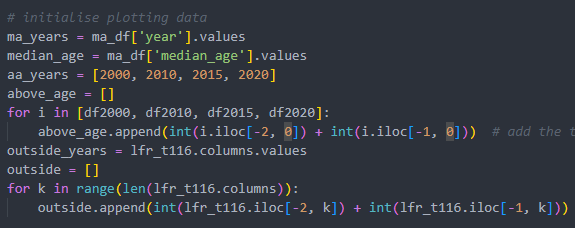 # initialise plotting data
ma_years = ma_df['year'].values
median_age = ma_df['median_age'].values
aa_years = [2000, 2010, 2015, 2020]
above_age = []
for i in [df2000, df2010, df2015, df2020]:
    above_age.append(int(i.iloc[-2, 0]) + int(i.iloc[-1, 0]))  # add the t
outside_years = lfr_t116.columns.values
outside = []
for k in range(len(lfr_t116.columns)):
    outside.append(int(lfr_t116.iloc[-2, k]) + int(lfr_t116.iloc[-1, k]))